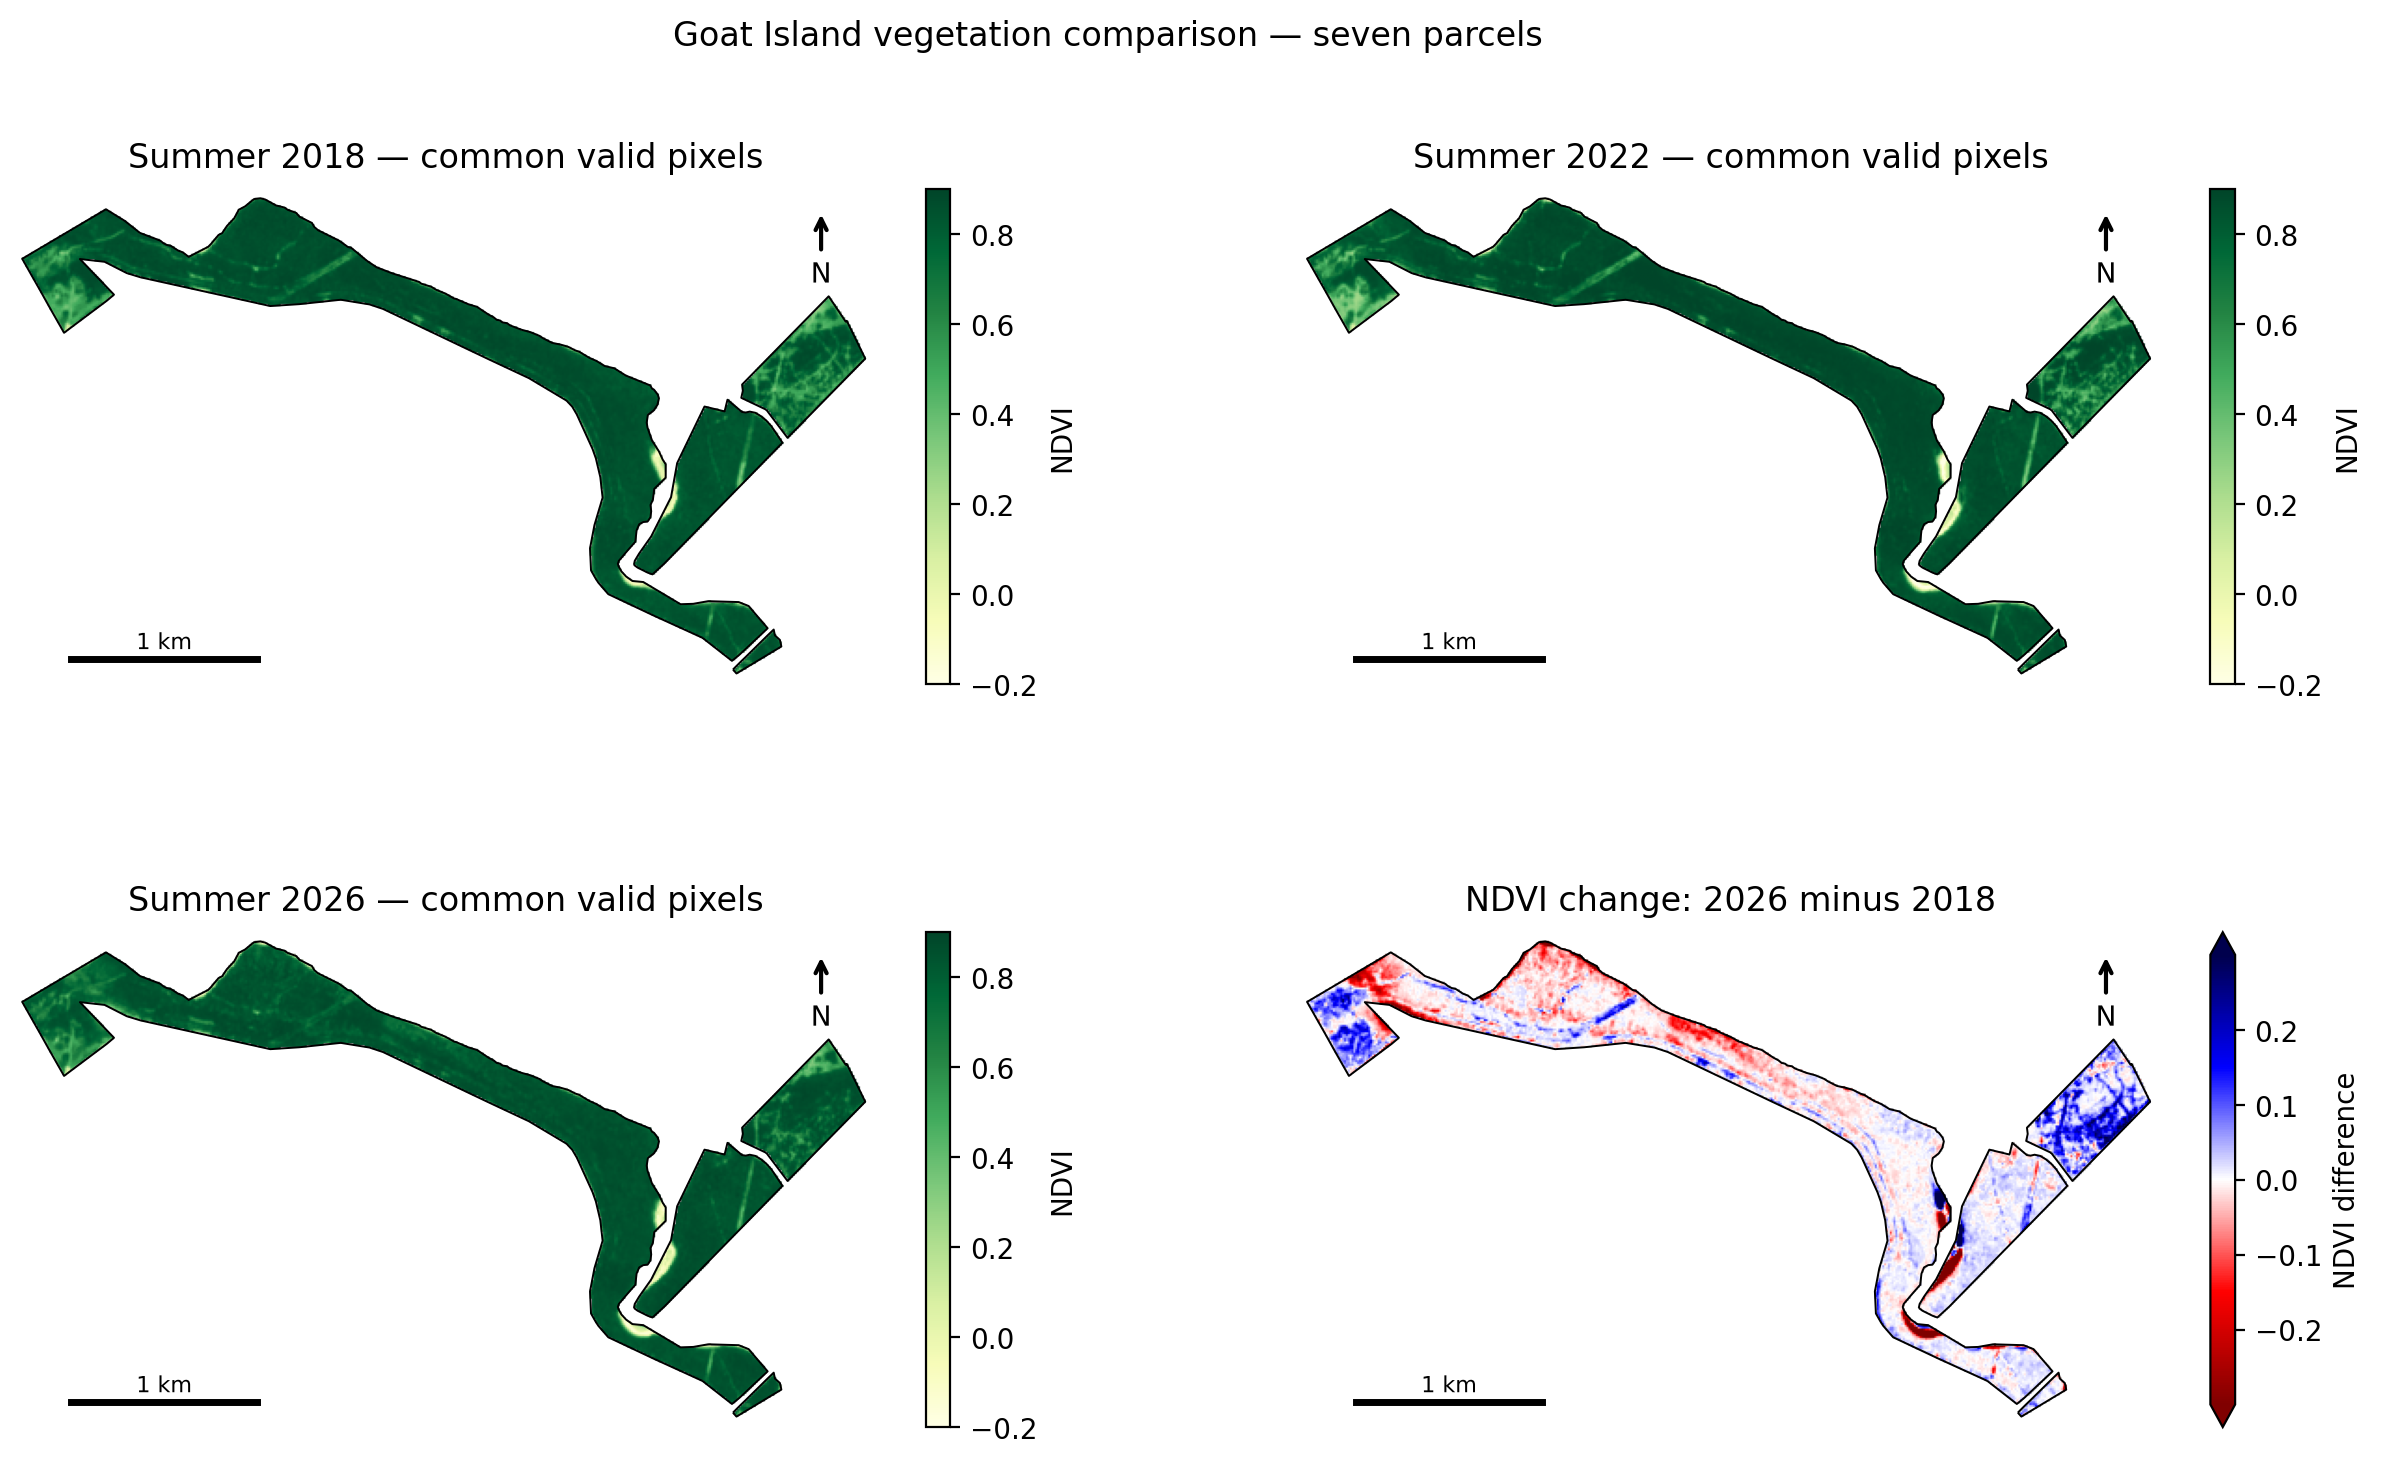 Goat Island vegetation comparison — seven parcels
Summer 2018 — common valid pixels
N
1 km
0.8
0.6
0.4
0.2
0.0
−0.2
NDVI
Summer 2022 — common valid pixels
N
1 km
0.8
0.6
0.4
0.2
0.0
−0.2
NDVI
Summer 2026 — common valid pixels
N
1 km
0.8
0.6
0.4
0.2
0.0
−0.2
NDVI
NDVI change: 2026 minus 2018
N
1 km
0.2
0.1
0.0
−0.1
−0.2
NDVI difference